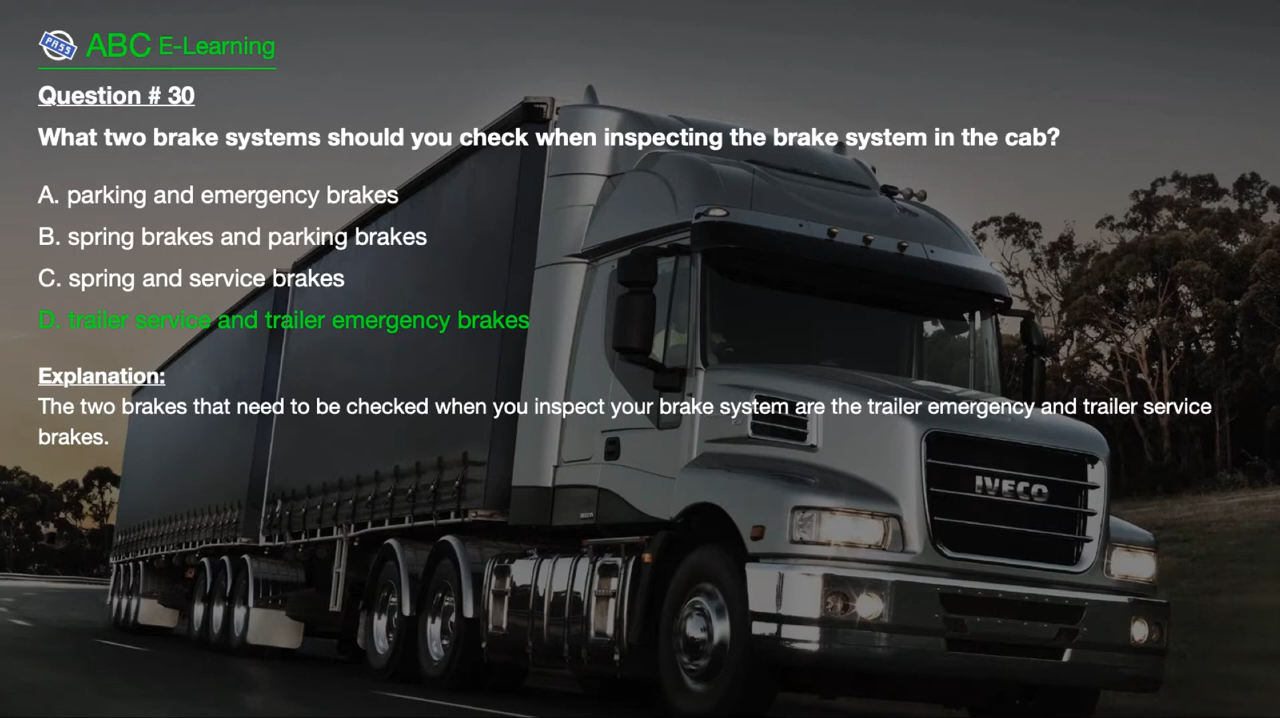 PASS ABC E-Learning
Question # 30
What two brake systems should you check when inspecting the brake system in the cab?
A. parking and emergency brakes
B. spring brakes and parking brakes
C. spring and service brakes
D. trailer service and trailer emergency brakes
Explanation:
The two brakes that need to be checked when you inspect your brake system are the trailer emergency and trailer service
brakes.
IVECO